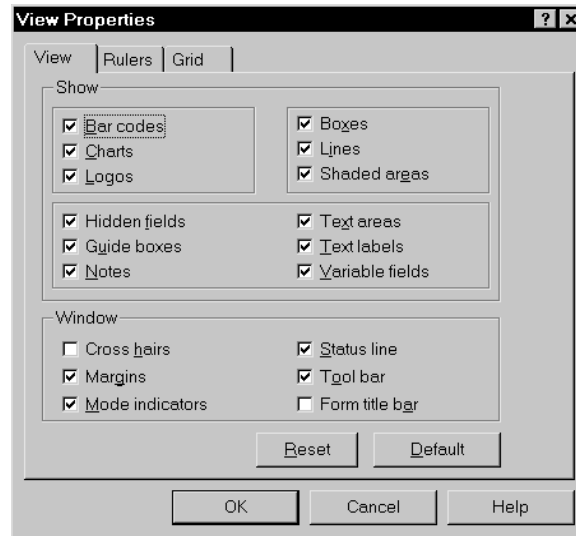 View Properties
View Rulers Grid
Show
Bar codes
Charts
Logos
Boxes
Lines
Shaded areas
Hidden fields
Guide boxes
Notes
Text areas
Text labels
Variable fields
Window
Cross hairs
Margins
Mode indicators
Status line
Tool bar
Form title bar
Reset Default
OK Cancel Help